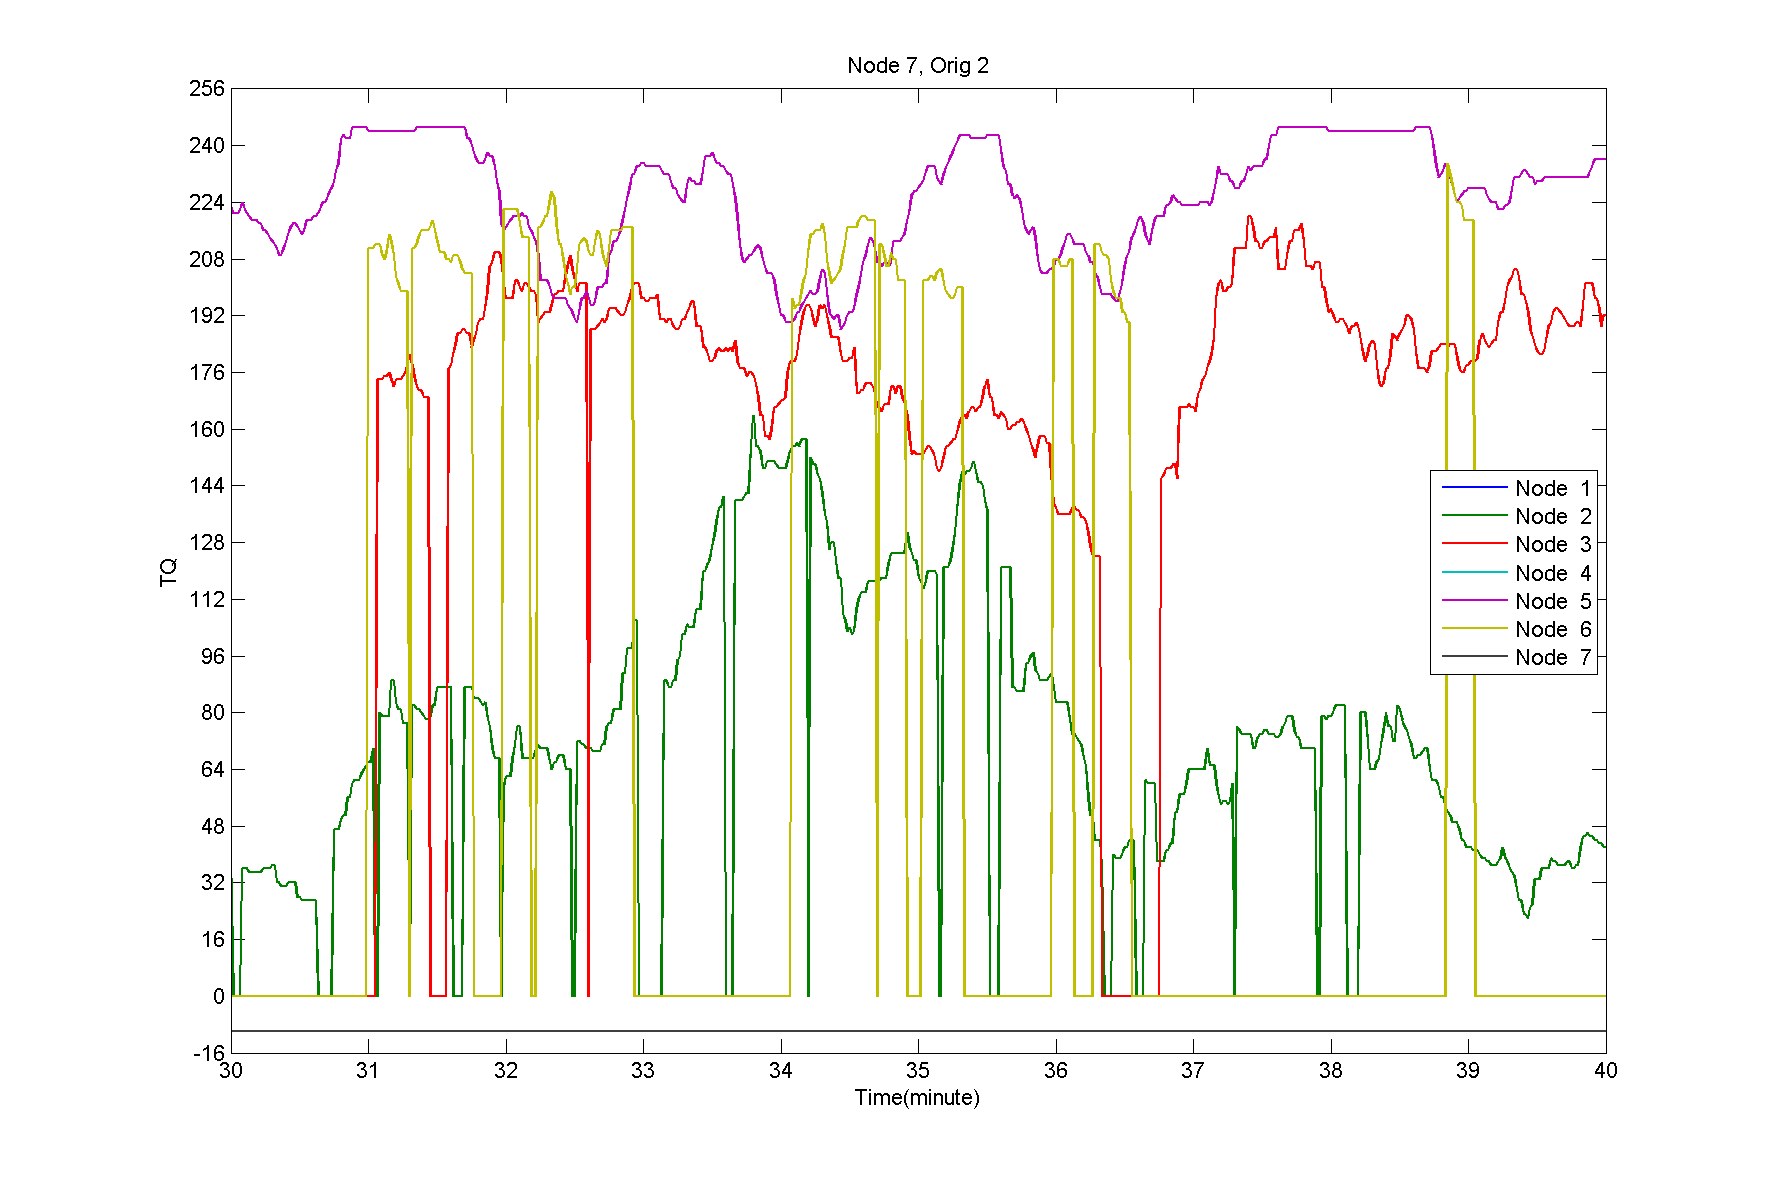 Node 7, Orig 2
256
240
224
208
192
176
160
144
128
112
96
80
64
48
32
16
0
-16
TQ
Node 1
Node 2
Node 3
Node 4
Node 5
Node 6
Node 7
30 31 32 33 34 35 36 37 38 39 40
Time(minute)